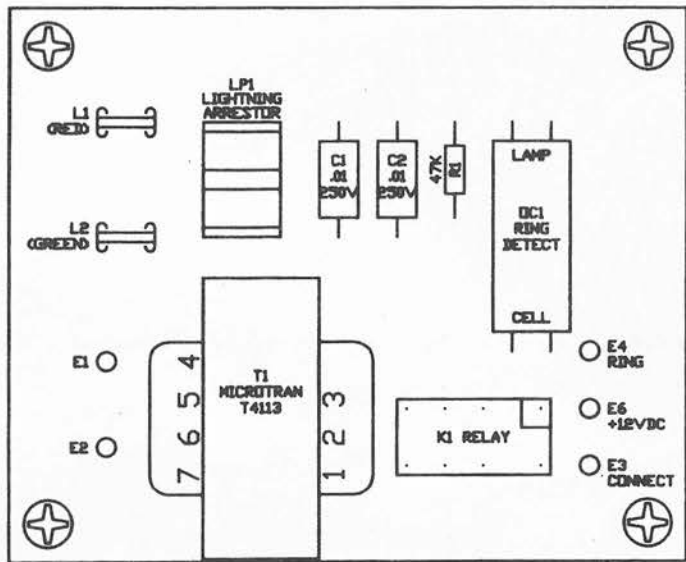 LP1
LIGHTNING
ARRESTOR
L1
(RED)
C1
.01
250V
C2
.01
250V
47K
R1
LAMP
OC1
RING
DETECT
CELL
L2
(GREEN)
E1
E2
4
5
6
7
T1
MICROTRAN
T4113
3
2
1
K1 RELAY
E4
RING
E6
+12VDC
E3
CONNECT